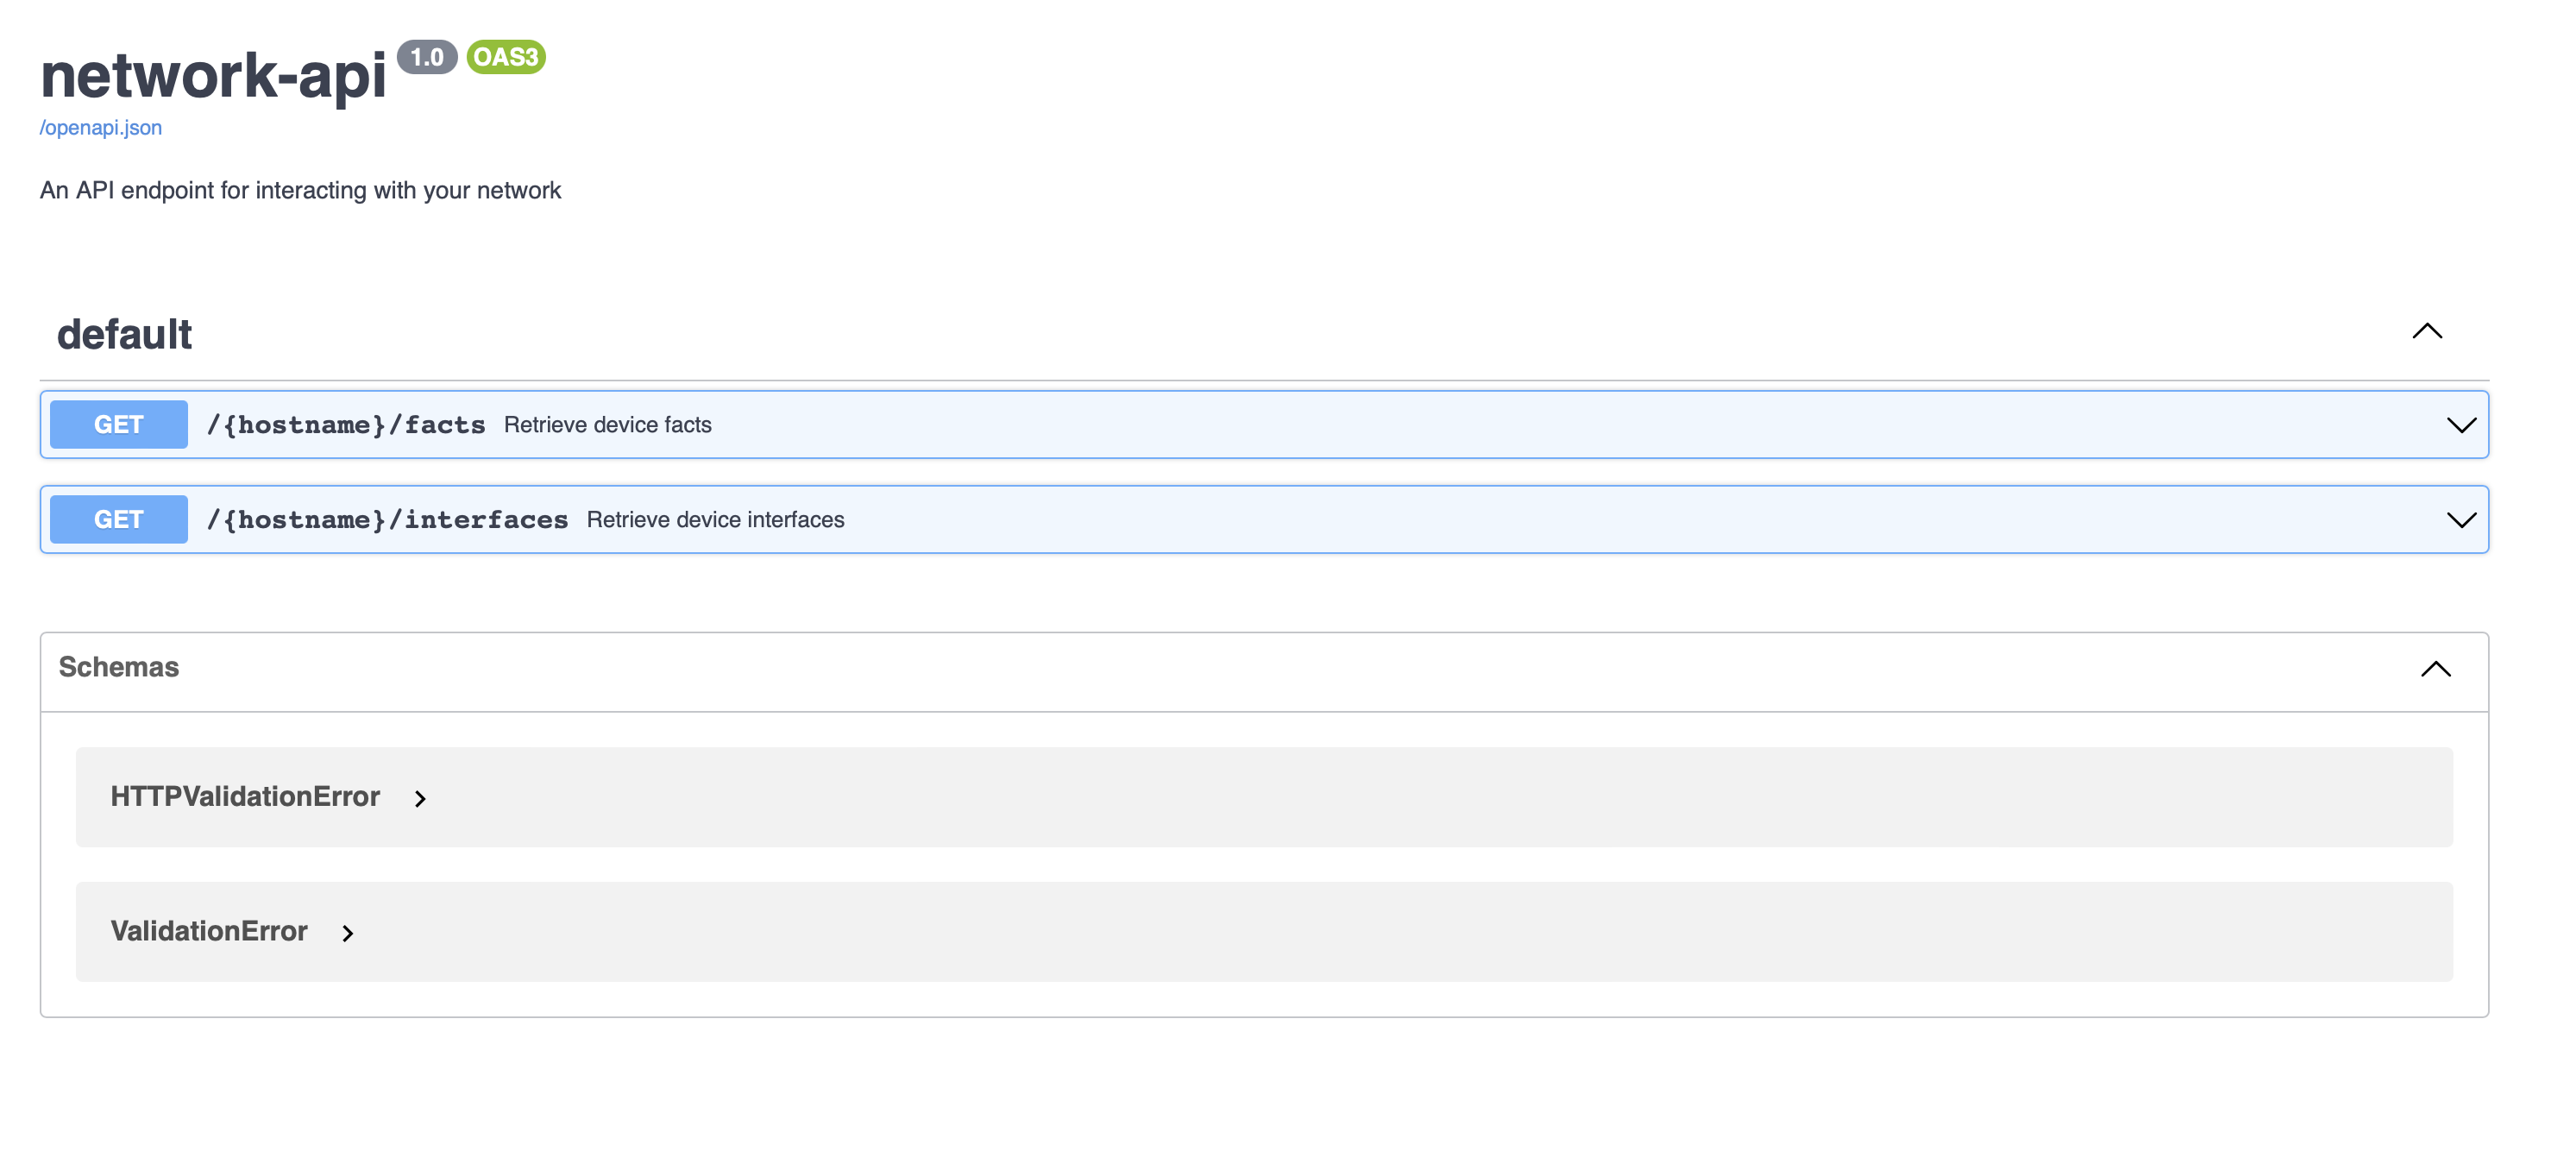 network-api 1.0 OAS3
/openapi.json
An API endpoint for interacting with your network
default
GET /{hostname}/facts Retrieve device facts
GET /{hostname}/interfaces Retrieve device interfaces
Schemas
HTTPValidationError
ValidationError